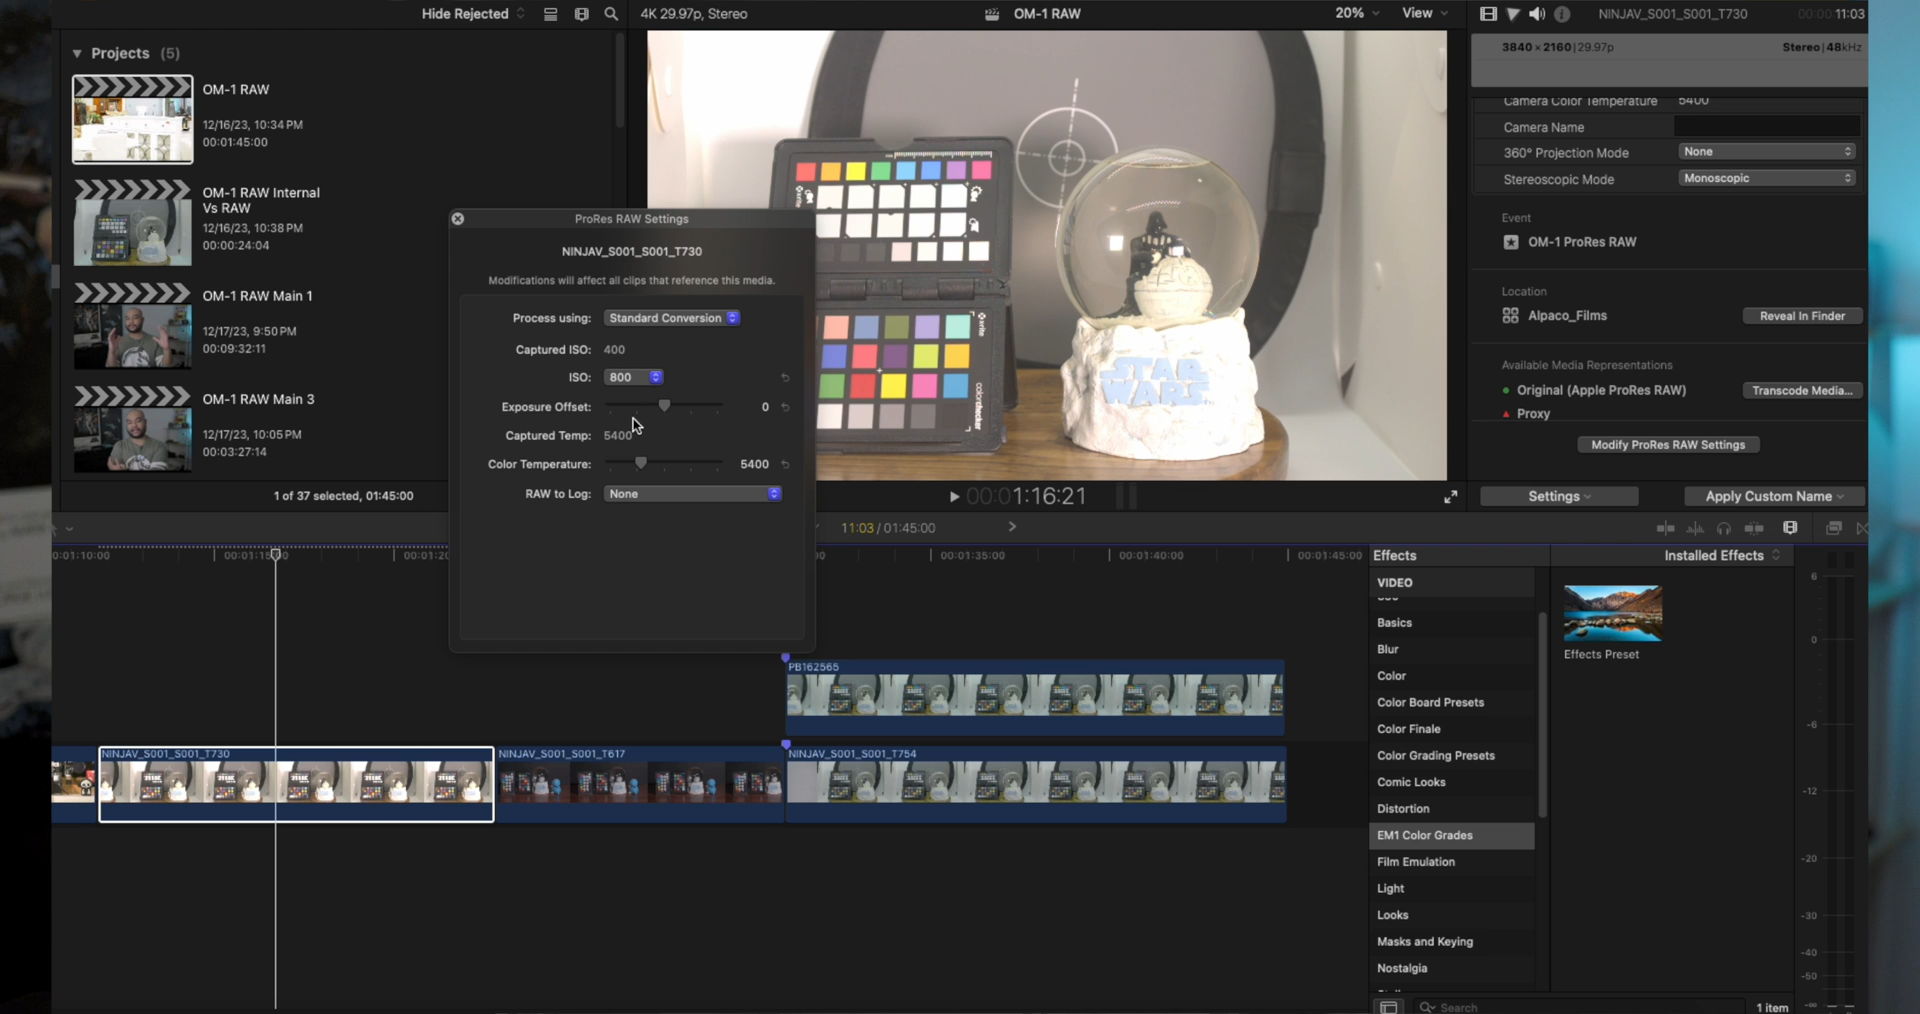 Hide Rejected
4K 29.97p, Stereo
OM-1 RAW
20%
View
NINJAV_S001_S001_T730
00:00:11:03
Projects (5)
OM-1 RAW
12/16/23, 10:34 PM
00:01:45:00
OM-1 RAW Internal
Vs RAW
12/16/23, 10:38 PM
00:00:24:04
OM-1 RAW Main 1
12/17/23, 9:50 PM
00:09:32:11
OM-1 RAW Main 3
12/17/23, 10:05 PM
00:03:27:14
1 of 37 selected, 01:45:00
ProRes RAW Settings
NINJAV_S001_S001_T730
Modifications will affect all clips that reference this media.
Process using: Standard Conversion
Captured ISO: 400
ISO: 800
Exposure Offset: 0
Captured Temp: 5400
Color Temperature: 5400
RAW to Log: None
x-rite
x-rite
colorchecker
STAR
WARS
00:01:16:21
3840 × 2160 | 29.97p
Stereo | 48kHz
Camera Color Temperature 5400
Camera Name
360° Projection Mode None
Stereoscopic Mode Monoscopic
Event
OM-1 ProRes RAW
Location
Alpaco_Films
Reveal In Finder
Available Media Representations
Original (Apple ProRes RAW)
Transcode Media...
Proxy
Modify ProRes RAW Settings
Settings
Apply Custom Name
11:03 / 01:45:00
00:01:35:00
00:01:40:00
00:01:45:00
PB162565
NINJAV_S001_S001_T730
NINJAV_S001_S001_T617
NINJAV_S001_S001_T754
Effects
Installed Effects
VIDEO
Basics
Blur
Color
Color Board Presets
Color Finale
Color Grading Presets
Comic Looks
Distortion
EM1 Color Grades
Film Emulation
Light
Looks
Masks and Keying
Nostalgia
Effects Preset
Search
1 item
6
0
-6
-12
-20
-30
-40
-50
-∞